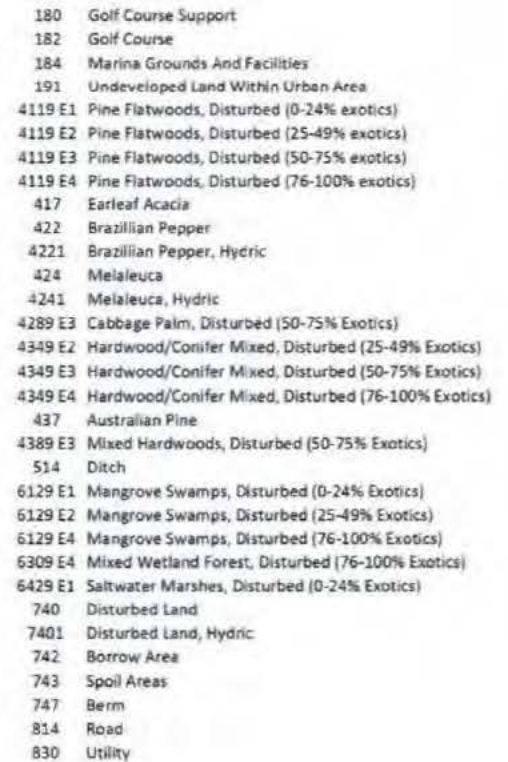 180 Golf Course Support
182 Golf Course
184 Marina Grounds And Facilities
191 Undeveloped Land Within Urban Area
4119 E1 Pine Flatwoods, Disturbed (0-24% exotics)
4119 E2 Pine Flatwoods, Disturbed (25-49% exotics)
4119 E3 Pine Flatwoods, Disturbed (50-75% exotics)
4119 E4 Pine Flatwoods, Disturbed (76-100% exotics)
417 Earleaf Acacia
422 Brazillian Pepper
4221 Brazillian Pepper, Hydric
424 Melaleuca
4241 Melaleuca, Hydric
4289 E3 Cabbage Palm, Disturbed (50-75% Exotics)
4349 E2 Hardwood/Conifer Mixed, Disturbed (25-49% Exotics)
4349 E3 Hardwood/Conifer Mixed, Disturbed (50-75% Exotics)
4349 E4 Hardwood/Conifer Mixed, Disturbed (76-100% Exotics)
437 Australian Pine
4389 E3 Mixed Hardwoods, Disturbed (50-75% Exotics)
514 Ditch
6129 E1 Mangrove Swamps, Disturbed (0-24% Exotics)
6129 E2 Mangrove Swamps, Disturbed (25-49% Exotics)
6129 E4 Mangrove Swamps, Disturbed (76-100% Exotics)
6309 E4 Mixed Wetland Forest, Disturbed (76-100% Exotics)
6429 E1 Saltwater Marshes, Disturbed (0-24% Exotics)
740 Disturbed Land
7401 Disturbed Land, Hydric
742 Borrow Area
743 Spoil Areas
747 Berm
814 Road
830 Utility